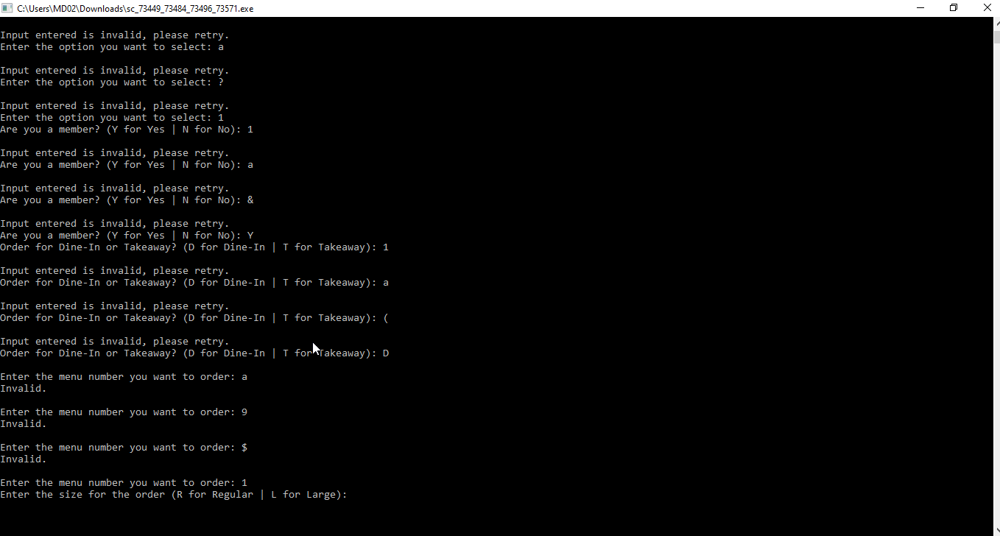 C:\Users\MD02\Downloads\sc_73449_73484_73496_73571.exe
Input entered is invalid, please retry.
Enter the option you want to select: a
Input entered is invalid, please retry.
Enter the option you want to select: ?
Input entered is invalid, please retry.
Enter the option you want to select: 1
Are you a member? (Y for Yes | N for No): 1
Input entered is invalid, please retry.
Are you a member? (Y for Yes | N for No): a
Input entered is invalid, please retry.
Are you a member? (Y for Yes | N for No): &
Input entered is invalid, please retry.
Are you a member? (Y for Yes | N for No): Y
Order for Dine-In or Takeaway? (D for Dine-In | T for Takeaway): 1
Input entered is invalid, please retry.
Order for Dine-In or Takeaway? (D for Dine-In | T for Takeaway): a
Input entered is invalid, please retry.
Order for Dine-In or Takeaway? (D for Dine-In | T for Takeaway): (
Input entered is invalid, please retry.
Order for Dine-In or Takeaway? (D for Dine-In | T for Takeaway): D
Enter the menu number you want to order: a
Invalid.
Enter the menu number you want to order: 9
Invalid.
Enter the menu number you want to order: $
Invalid.
Enter the menu number you want to order: 1
Enter the size for the order (R for Regular | L for Large):